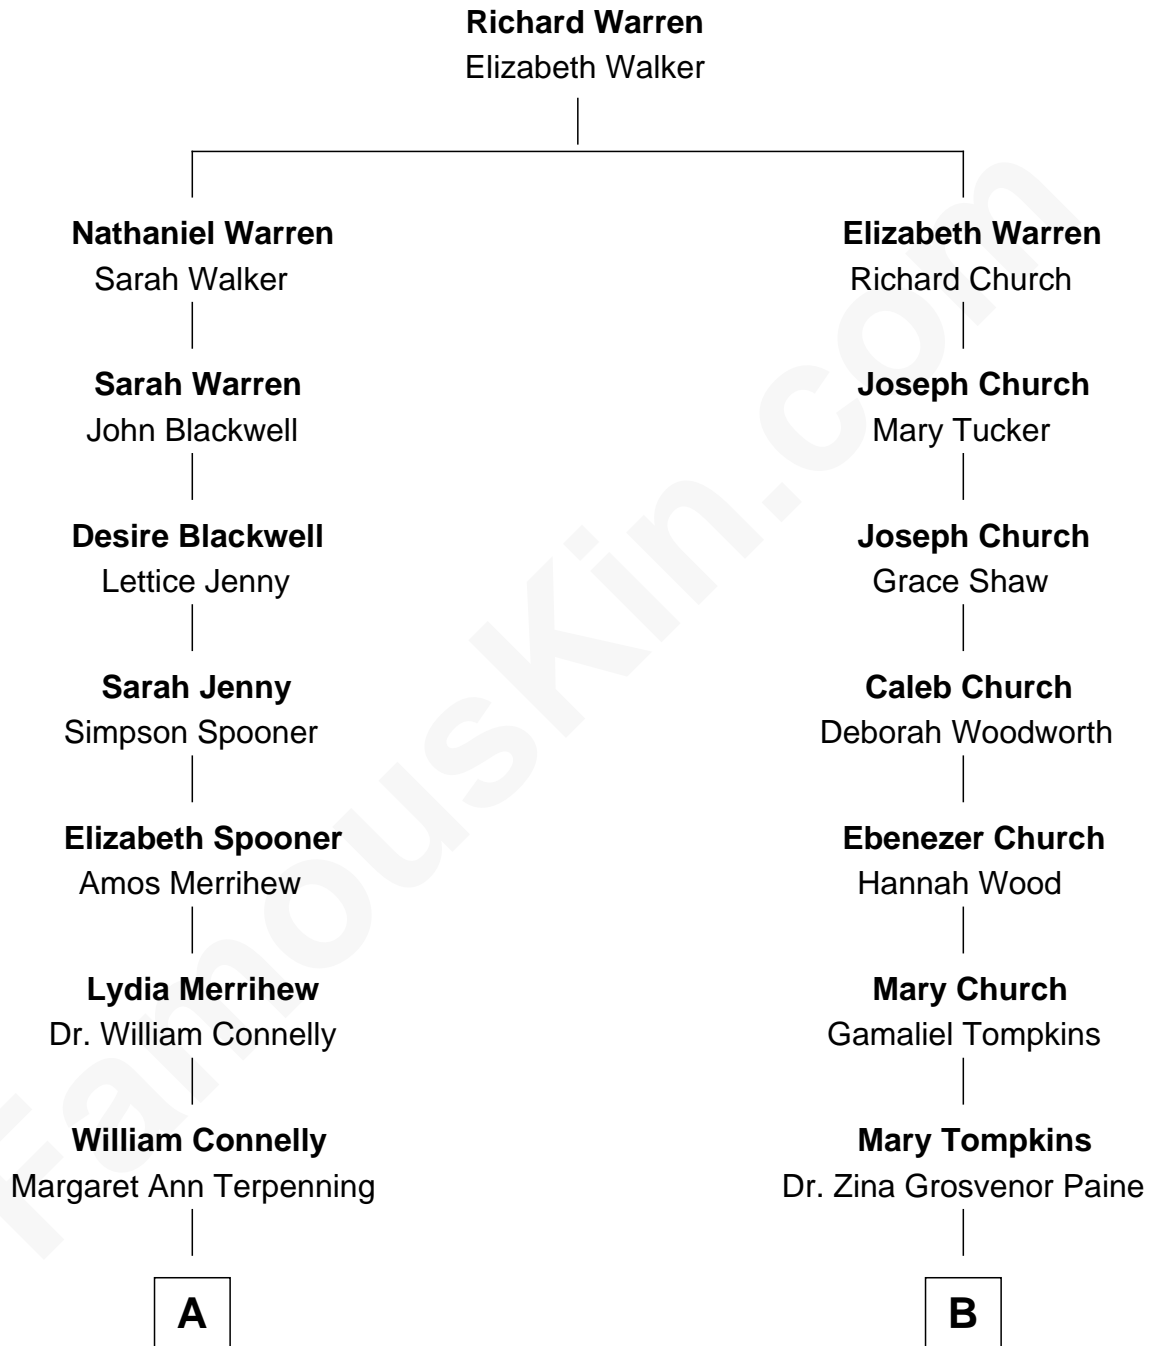 Richard Warren
Elizabeth Walker
Nathaniel Warren
Sarah Walker
Elizabeth Warren
Richard Church
Sarah Warren
John Blackwell
Joseph Church
Mary Tucker
Desire Blackwell
Lettice Jenny
Joseph Church
Grace Shaw
Sarah Jenny
Simpson Spooner
Caleb Church
Deborah Woodworth
Elizabeth Spooner
Amos Merrihew
Ebenezer Church
Hannah Wood
Lydia Merrihew
Dr. William Connelly
Mary Church
Gamaliel Tompkins
William Connelly
Margaret Ann Terpenning
Mary Tompkins
Dr. Zina Grosvenor Paine
A
B
FamousKin.com